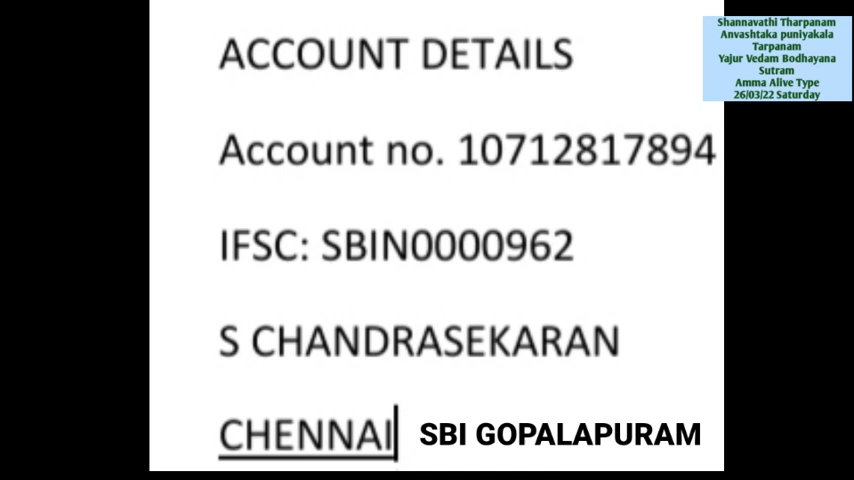 ACCOUNT DETAILS
Account no. 10712817894
IFSC: SBIN0000962
S CHANDRASEKARAN
CHENNAI SBI GOPALAPURAM
Shannavathi Tharpanam
Anvashtaka puniyakala
Tarpanam
Yajur Vedam Bodhayana
Sutram
Amma Alive Type
26/03/22 Saturday